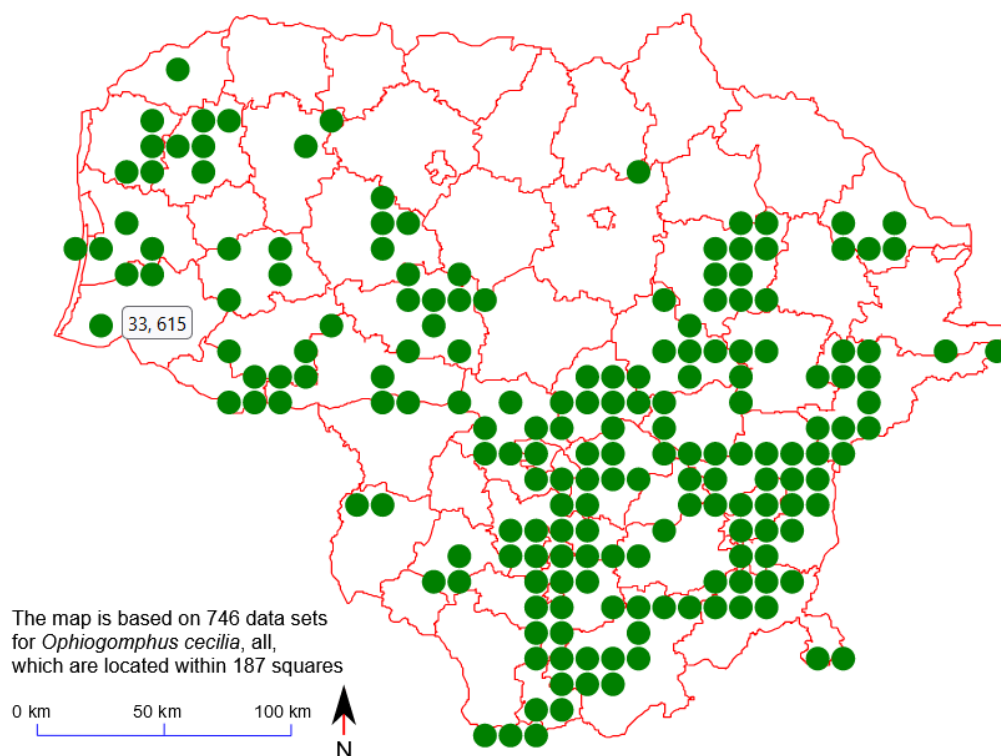 33, 615
The map is based on 746 data sets
for Ophiogomphus cecilia, all,
which are located within 187 squares
0 km 50 km 100 km
N